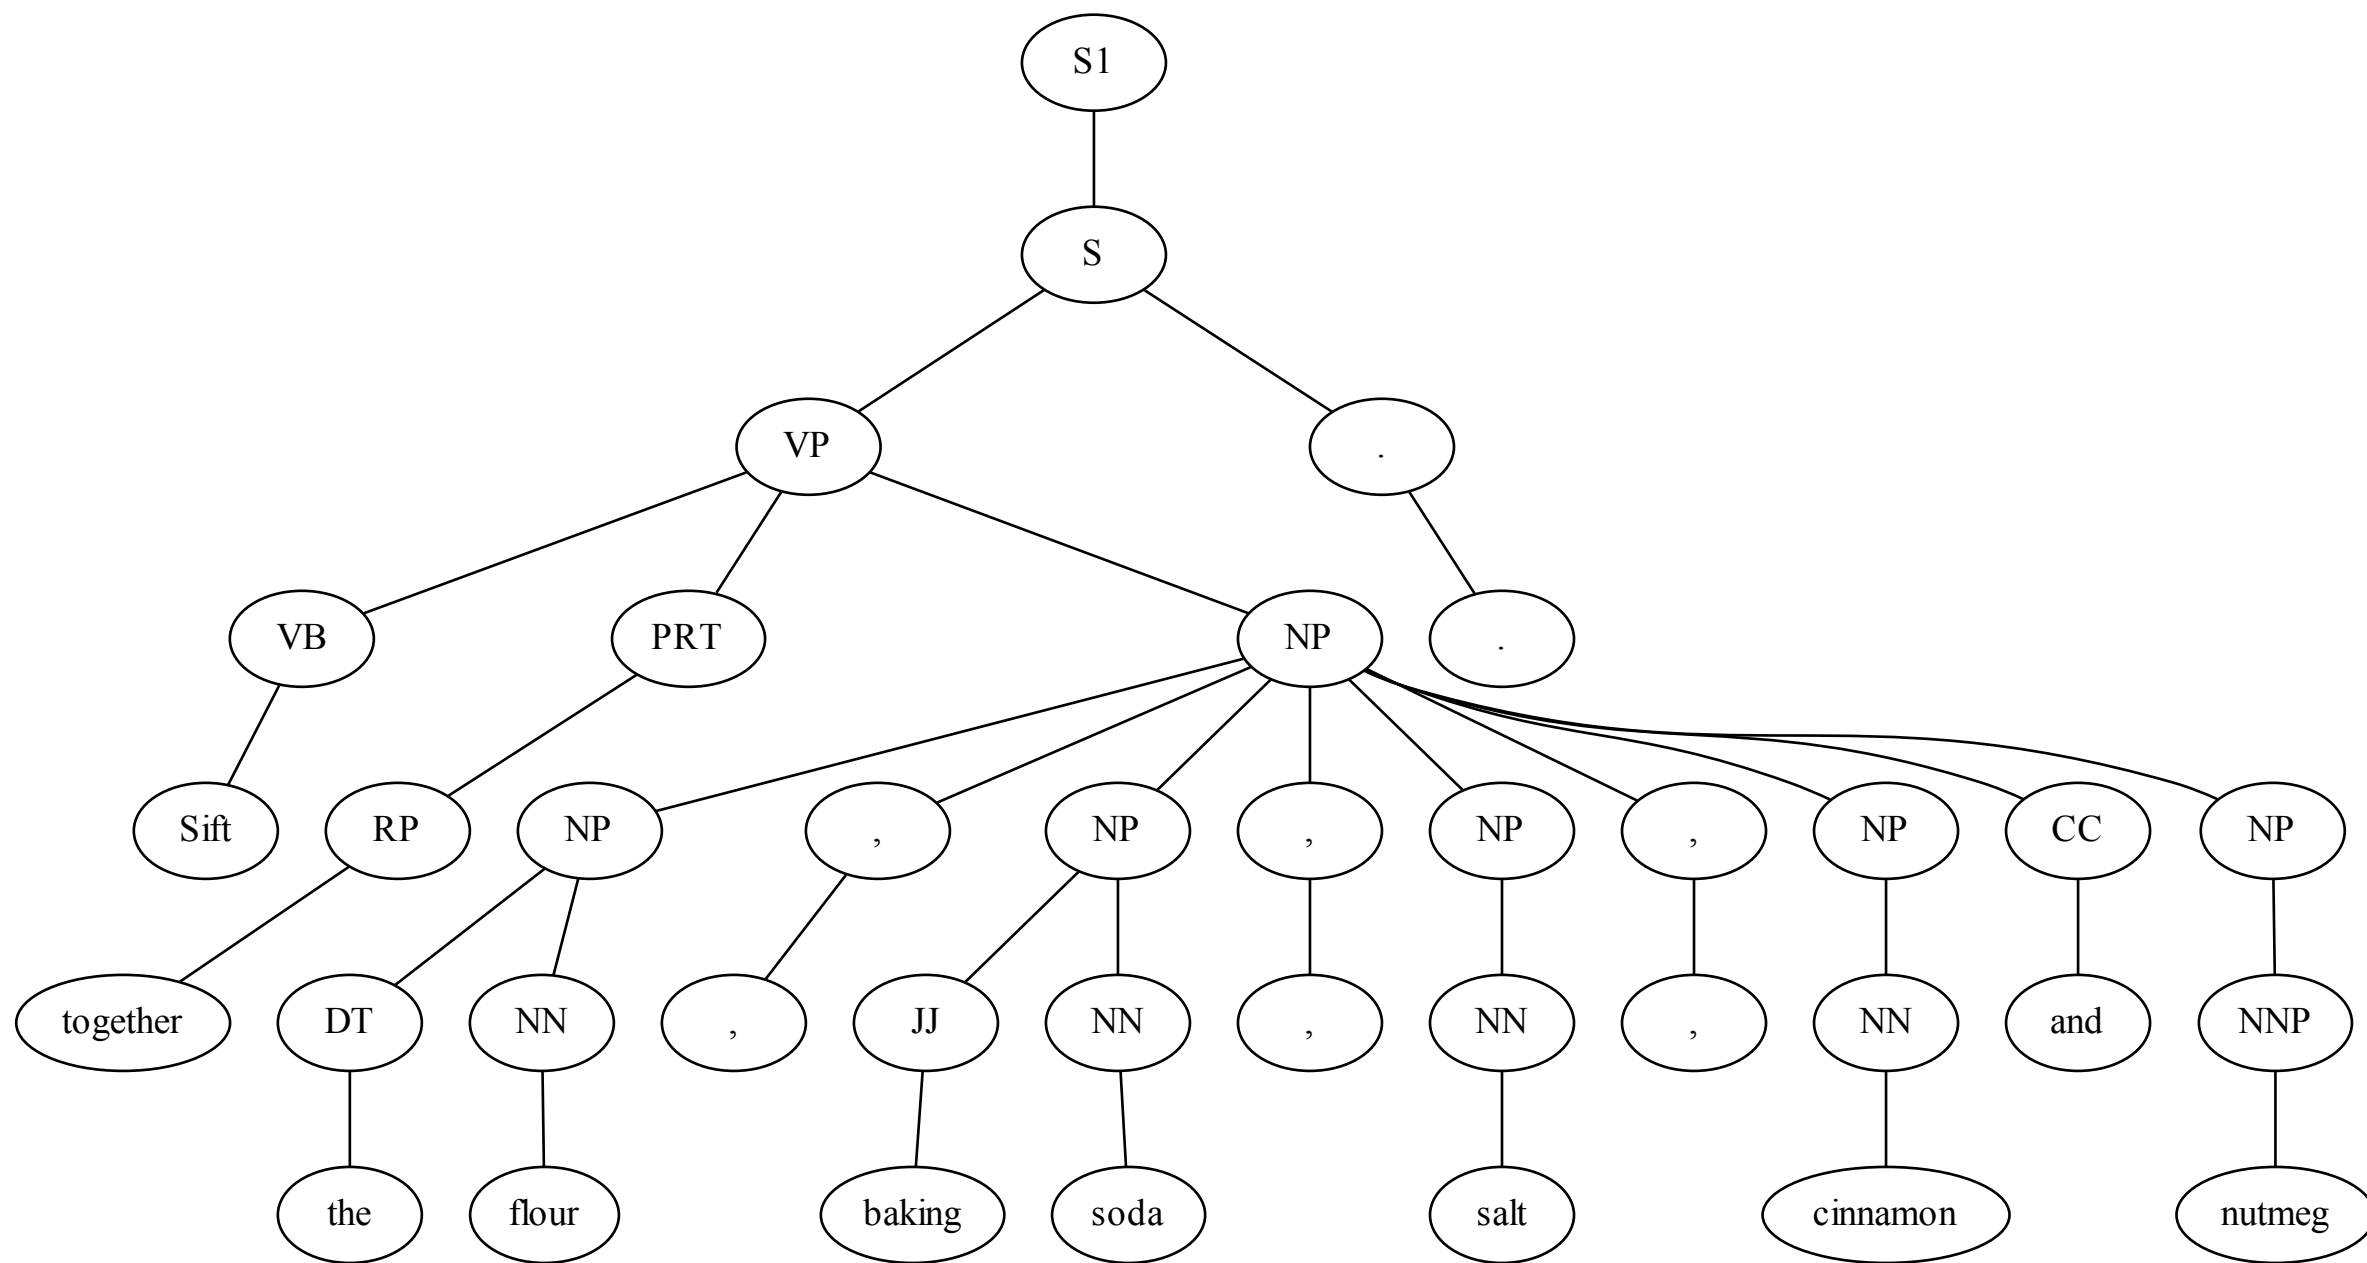 S1
S
VP .
VB PRT NP .
Sift RP NP , NP , NP , NP CC NP
together DT NN , JJ NN , NN , NN and NNP
the flour baking soda salt cinnamon nutmeg